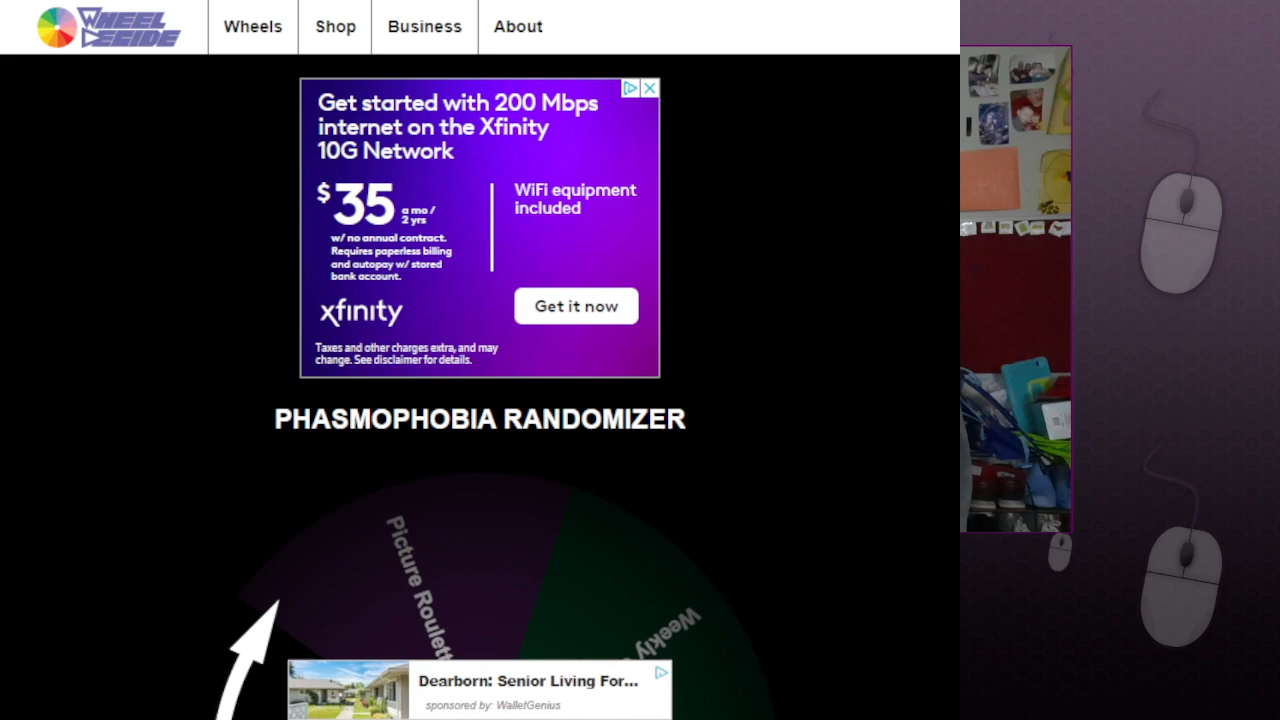 WHEEL
DECIDE
Wheels
Shop
Business
About
Get started with 200 Mbps
internet on the Xfinity
10G Network
$35 a mo /
2 yrs
w/ no annual contract.
Requires paperless billing
and autopay w/ stored
bank account.
WiFi equipment
included
xfinity
Get it now
Taxes and other charges extra, and may
change. See disclaimer for details.
PHASMOPHOBIA RANDOMIZER
Picture
Weekly
Dearborn: Senior Living For...
sponsored by: WalletGenius